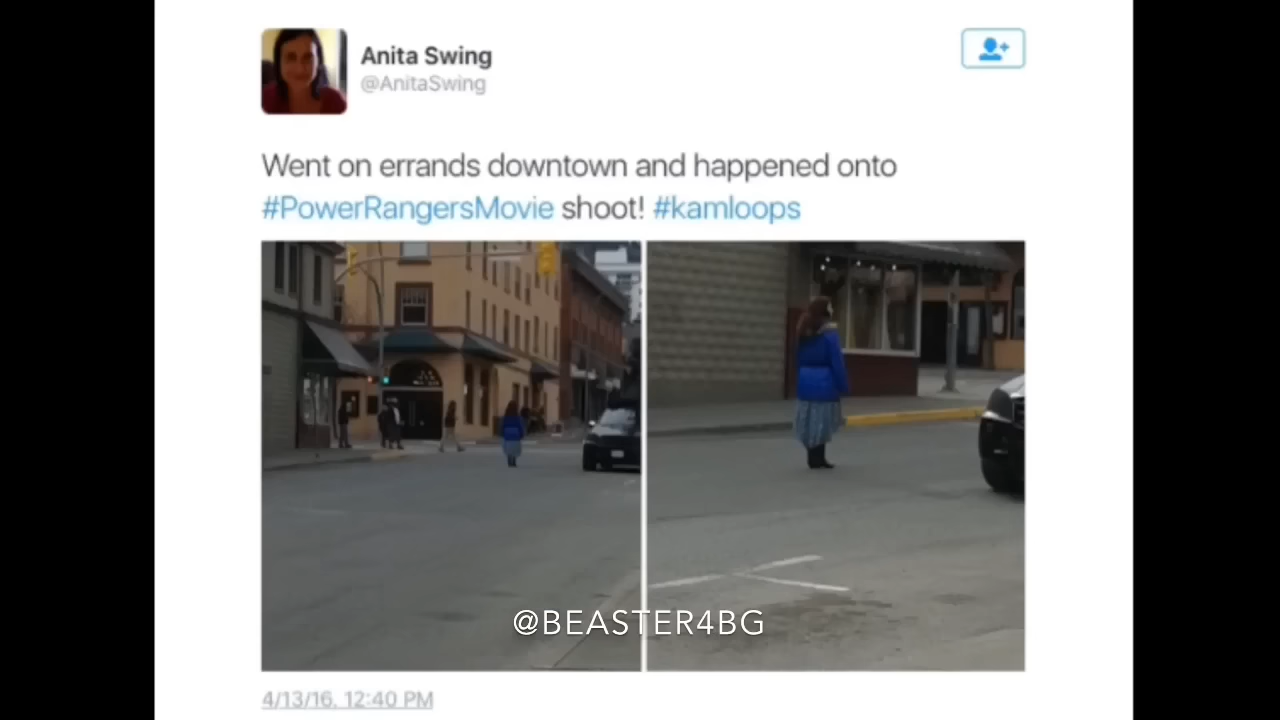 Anita Swing
@AnitaSwing
Went on errands downtown and happened onto
#PowerRangersMovie shoot! #kamloops
@BEASTER4BG
4/13/16, 12:40 PM